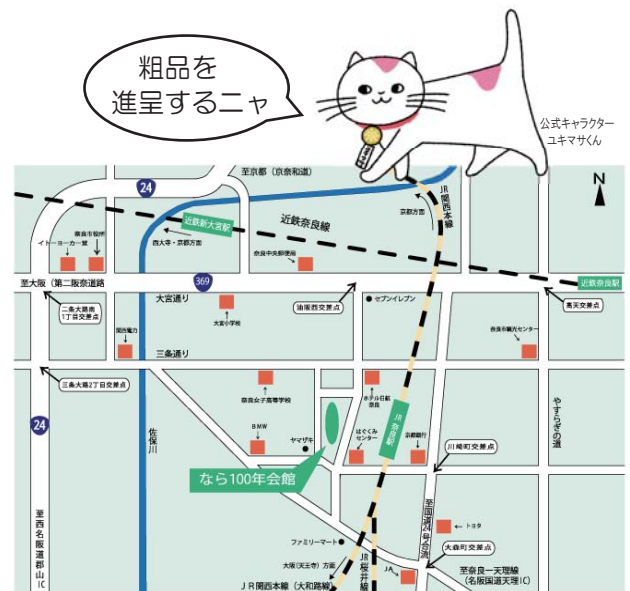 粗品を
進呈するニャ
公式キャラクター
ユキマサくん
至京都（京奈和道）
24
N
JR関西本線
京都方面
近鉄新大宮駅
近鉄奈良線
奈良市役所
イトーヨーカー堂
西大寺・京都方面
奈良中央郵便局
近鉄奈良駅
至大阪（第二阪奈道路
369
大宮通り
セブンイレブン
油阪西交差点
高天交差点
二条大路南
1丁目交差点
大宮小学校
関西電力
奈良市観光センター
三条通り
三条大路2丁目交差点
奈良女子高等学校
ホテル日航
奈良
JR奈良駅
やすらぎの道
24
佐保川
BMW
ヤマザキ
はぐくみ
センター
京都銀行
川崎町交差点
なら100年会館
至国道24号合流
トヨタ
ファミリーマート
大森町交差点
至西名阪道郡山IC
大阪（天王寺）方面
JR桜井線
JA
至奈良－天理線
（名阪国道天理IC）
JR関西本線（大和路線）